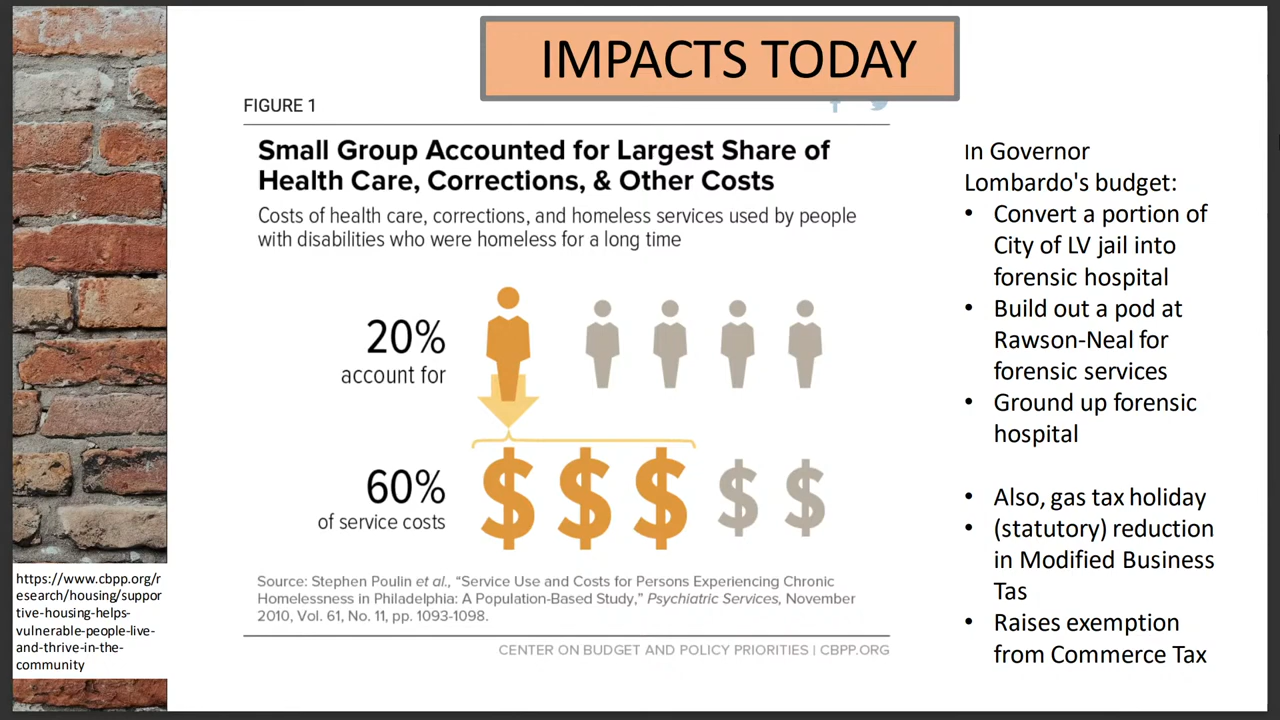 IMPACTS TODAY
FIGURE 1
Small Group Accounted for Largest Share of
Health Care, Corrections, & Other Costs
Costs of health care, corrections, and homeless services used by people
with disabilities who were homeless for a long time
20%
account for
$ $ $ $ $
60%
of service costs
Source: Stephen Poulin et al., “Service Use and Costs for Persons Experiencing Chronic
Homelessness in Philadelphia: A Population-Based Study,” Psychiatric Services, November
2010, Vol. 61, No. 11, pp. 1093-1098.
CENTER ON BUDGET AND POLICY PRIORITIES | CBPP.ORG
In Governor
Lombardo's budget:
• Convert a portion of
City of LV jail into
forensic hospital
• Build out a pod at
Rawson-Neal for
forensic services
• Ground up forensic
hospital
• Also, gas tax holiday
• (statutory) reduction
in Modified Business
Tas
• Raises exemption
from Commerce Tax
https://www.cbpp.org/r
esearch/housing/suppor
tive-housing-helps-
vulnerable-people-live-
and-thrive-in-the-
community